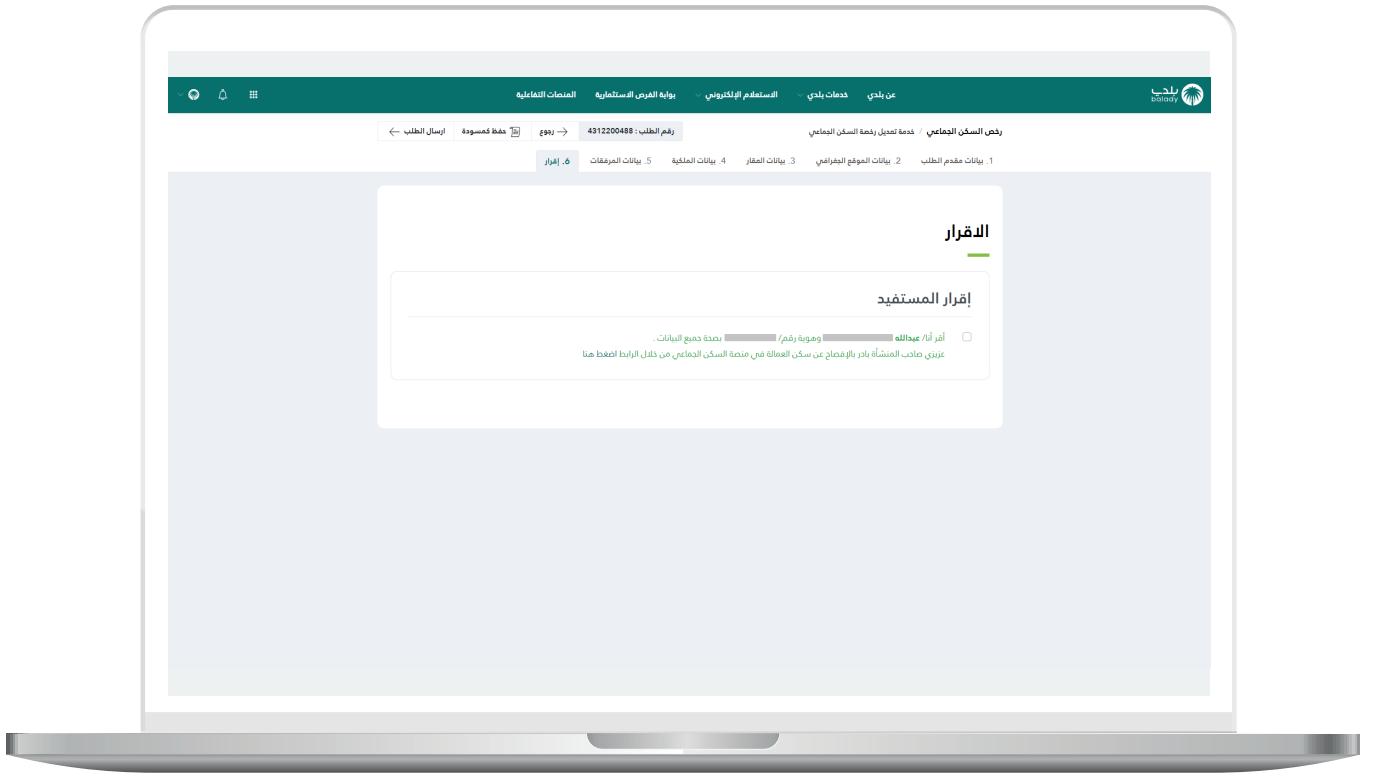 بلدي
balady
عن بلدي
خدمات بلدي
الاستعلام الإلكتروني
بوابة الفرص الاستثمارية
المنصات التفاعلية
رخص السكن الجماعي / خدمة تعديل رخصة السكن الجماعي
رقم الطلب : 4312200488
رجوع
حفظ كمسودة
ارسال الطلب
1. بيانات مقدم الطلب
2. بيانات الموقع الجغرافي
3. بيانات العقار
4. بيانات الملكية
5. بيانات المرفقات
6. إقرار
الاقرار
إقرار المستفيد
أقر أنا/ عبدالله وهوية رقم/ بصحة جميع البيانات .
عزيزي صاحب المنشأة بادر بالإفصاح عن سكن العمالة في منصة السكن الجماعي من خلال الرابط اضغط هنا